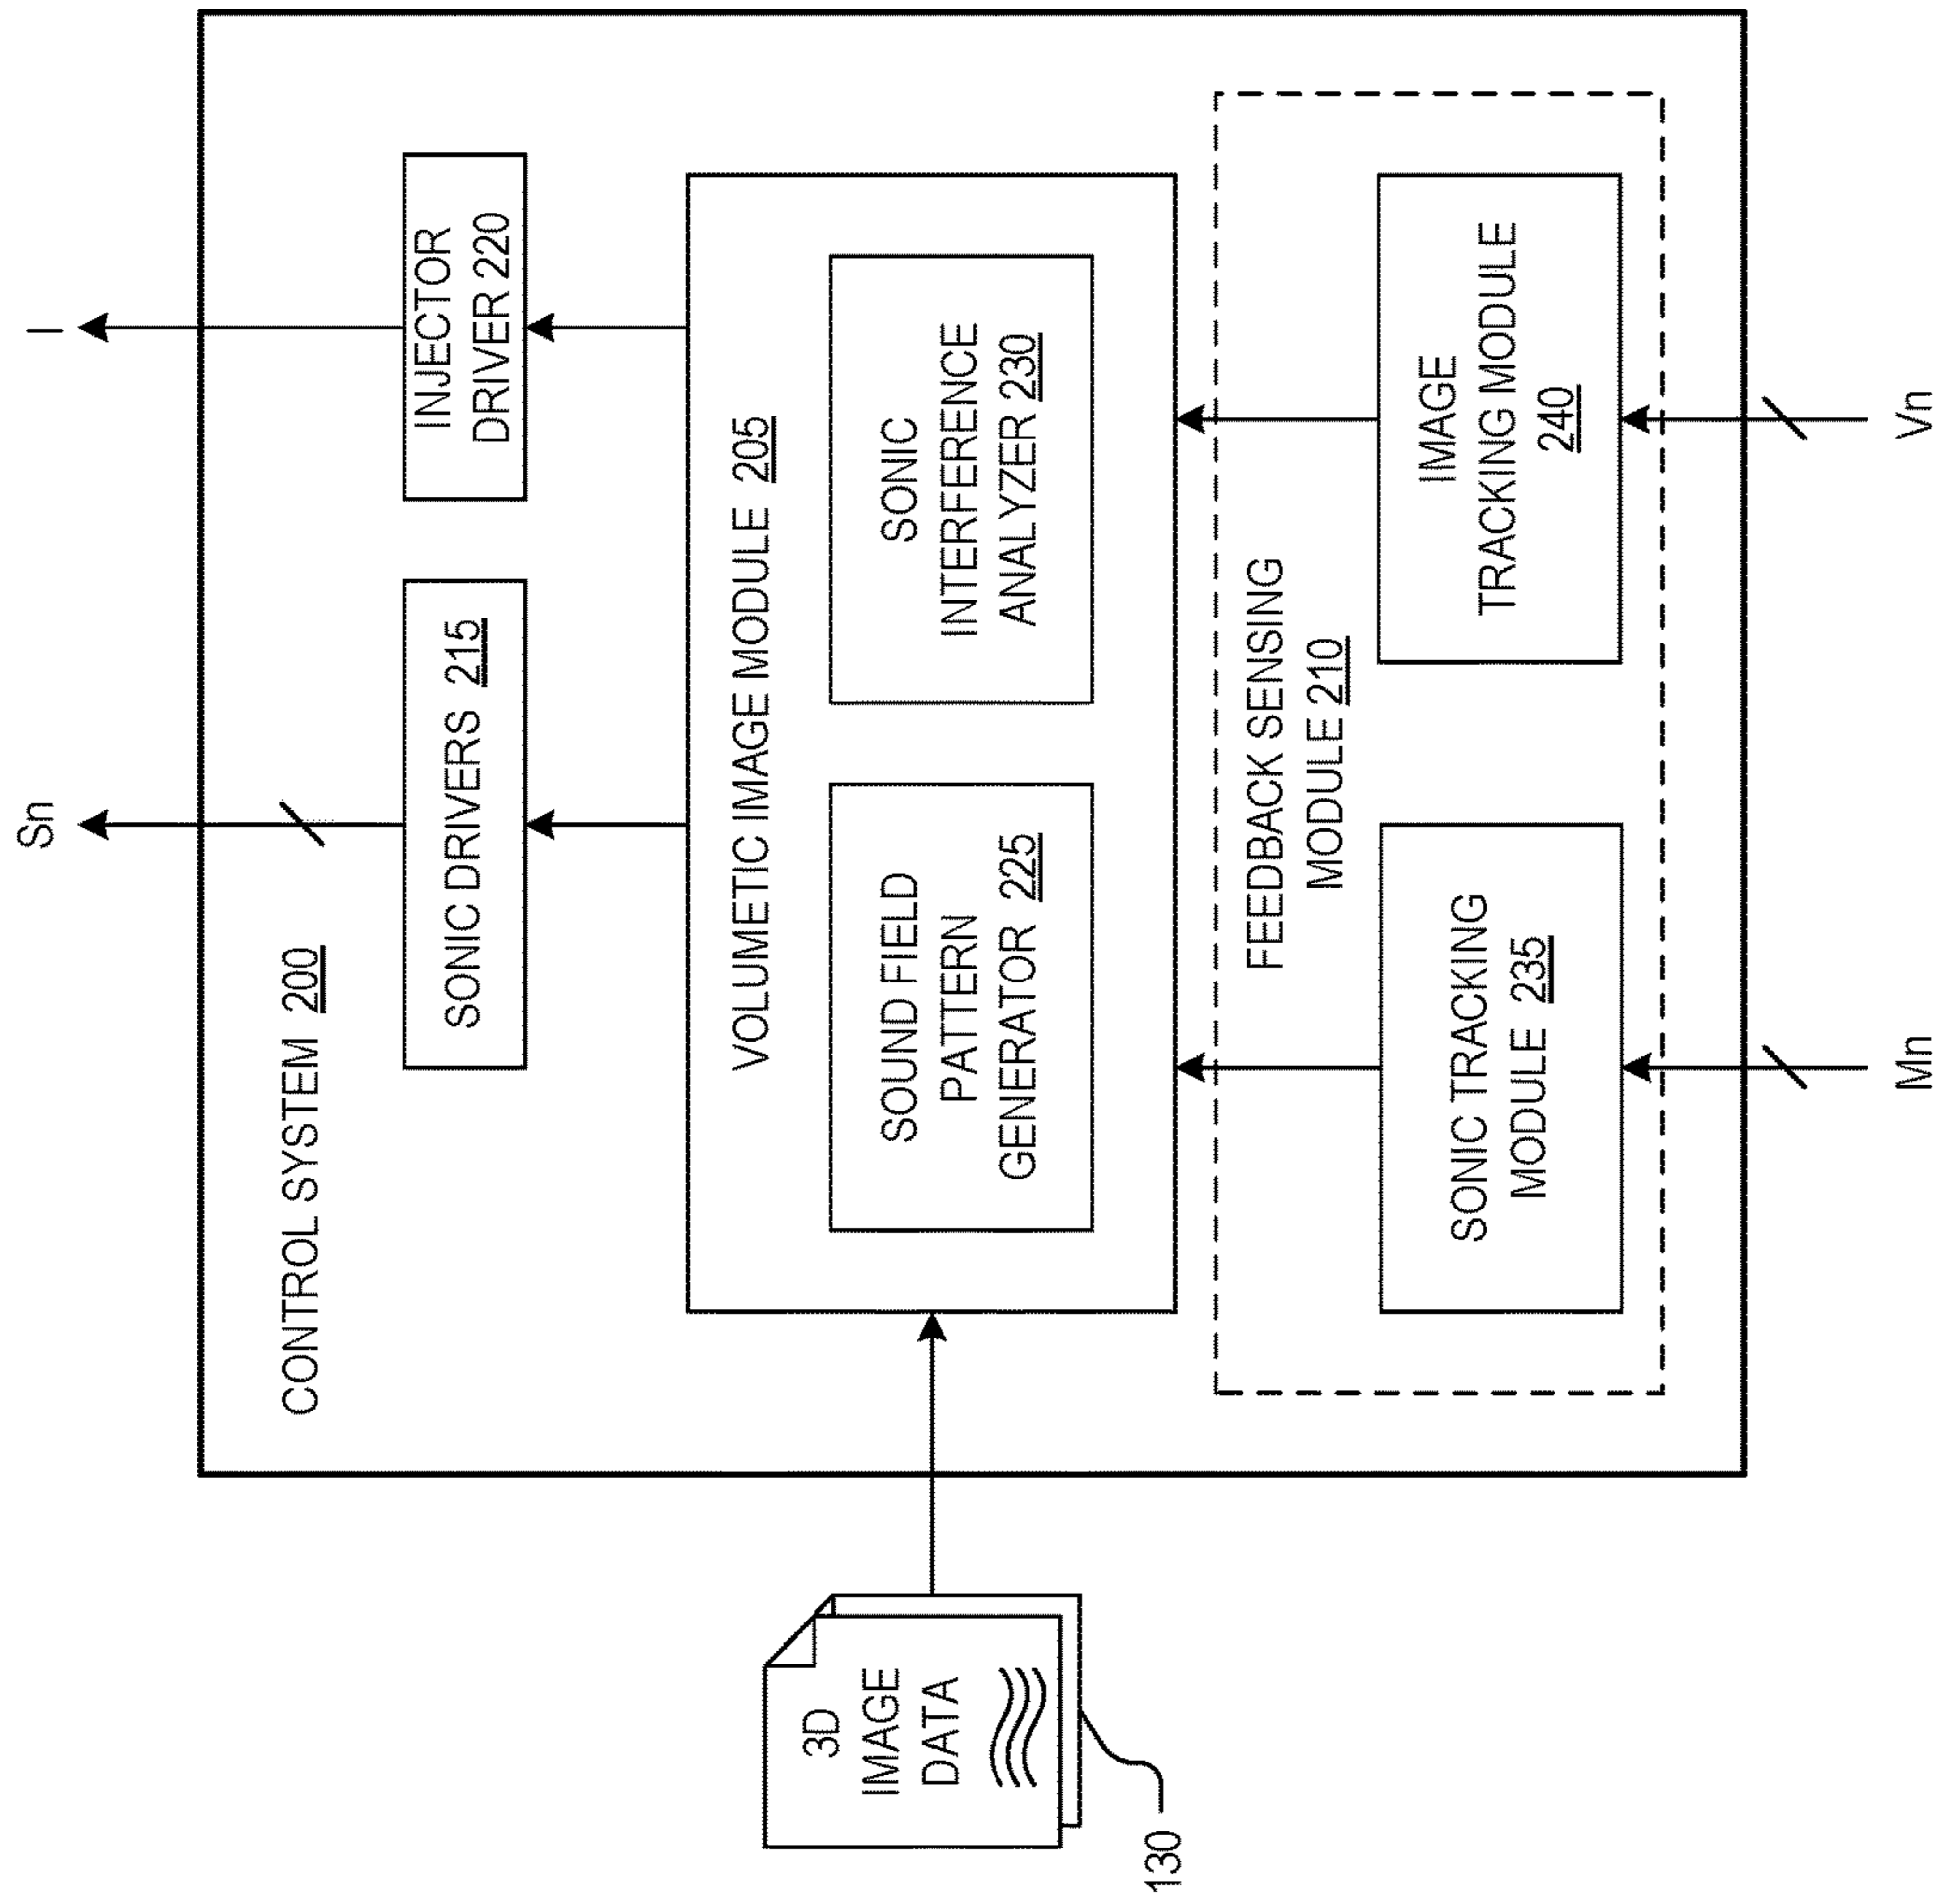 Sn
I
CONTROL SYSTEM 200
SONIC DRIVERS 215
INJECTOR
DRIVER 220
VOLUMETIC IMAGE MODULE 205
SOUND FIELD
PATTERN
GENERATOR 225
SONIC
INTERFERENCE
ANALYZER 230
3D
IMAGE
DATA
130
FEEDBACK SENSING
MODULE 210
SONIC TRACKING
MODULE 235
IMAGE
TRACKING MODULE
240
Mn
Vn